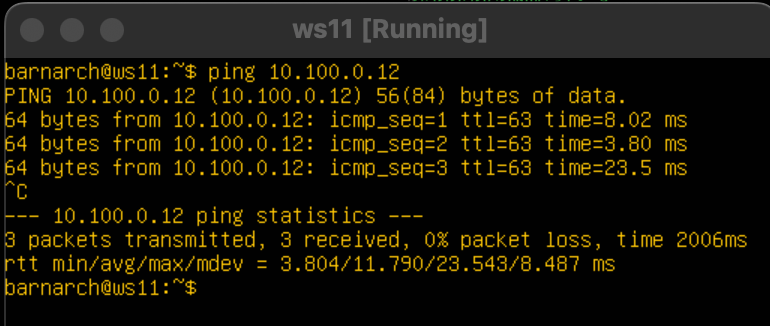 ws11 [Running]
barnarch@ws11:~$ ping 10.100.0.12
PING 10.100.0.12 (10.100.0.12) 56(84) bytes of data.
64 bytes from 10.100.0.12: icmp_seq=1 ttl=63 time=8.02 ms
64 bytes from 10.100.0.12: icmp_seq=2 ttl=63 time=3.80 ms
64 bytes from 10.100.0.12: icmp_seq=3 ttl=63 time=23.5 ms
^C
--- 10.100.0.12 ping statistics ---
3 packets transmitted, 3 received, 0% packet loss, time 2006ms
rtt min/avg/max/mdev = 3.804/11.790/23.543/8.487 ms
barnarch@ws11:~$